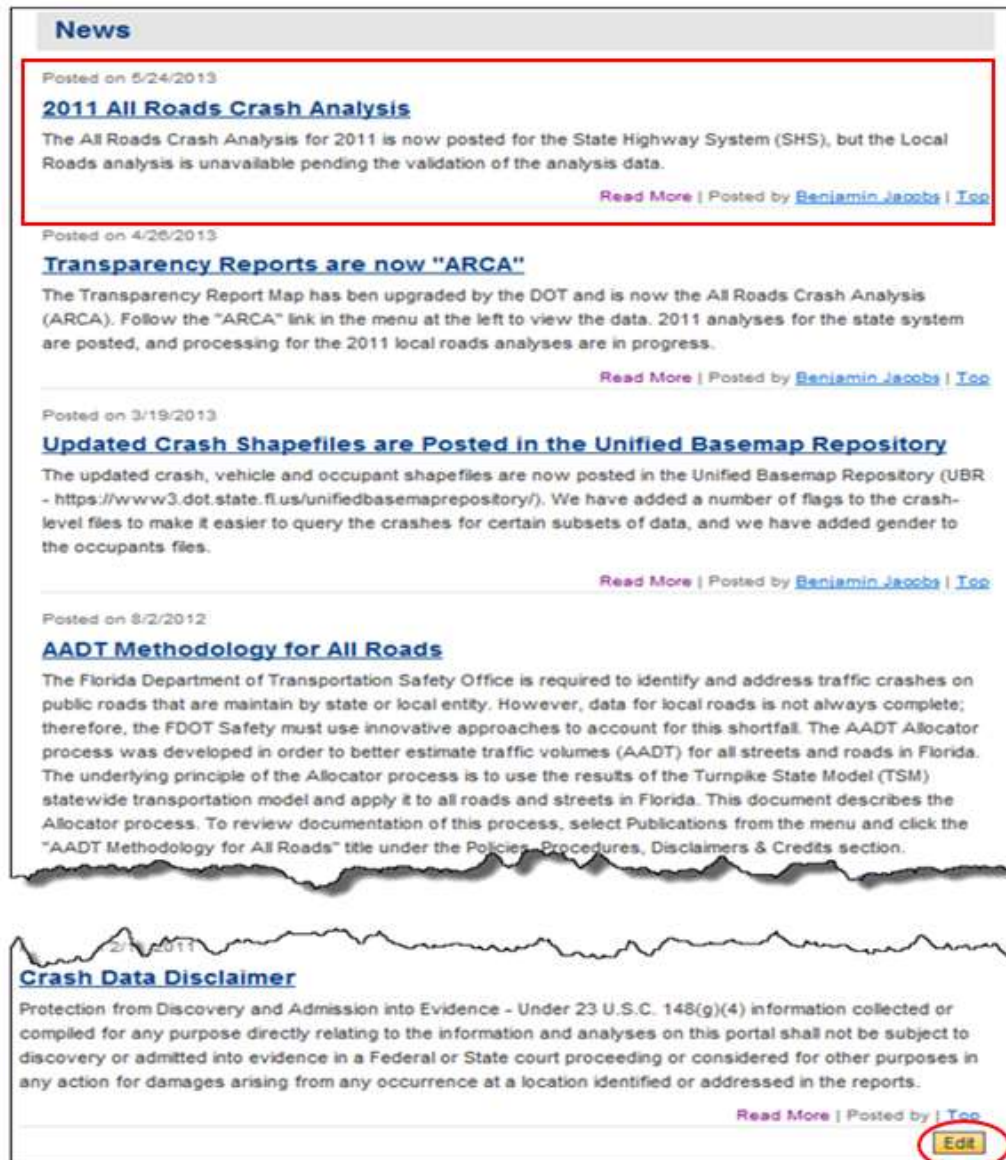 News
Posted on 5/24/2013
2011 All Roads Crash Analysis
The All Roads Crash Analysis for 2011 is now posted for the State Highway System (SHS), but the Local
Roads analysis is unavailable pending the validation of the analysis data.
Read More | Posted by Benjamin Jacobs | Top
Posted on 4/26/2013
Transparency Reports are now "ARCA"
The Transparency Report Map has ben upgraded by the DOT and is now the All Roads Crash Analysis
(ARCA). Follow the "ARCA" link in the menu at the left to view the data. 2011 analyses for the state system
are posted, and processing for the 2011 local roads analyses are in progress.
Read More | Posted by Benjamin Jacobs | Top
Posted on 3/19/2013
Updated Crash Shapefiles are Posted in the Unified Basemap Repository
The updated crash, vehicle and occupant shapefiles are now posted in the Unified Basemap Repository (UBR
- https://www3.dot.state.fl.us/unifiedbasemaprepository/). We have added a number of flags to the crash-
level files to make it easier to query the crashes for certain subsets of data, and we have added gender to
the occupants files.
Read More | Posted by Benjamin Jacobs | Top
Posted on 8/2/2012
AADT Methodology for All Roads
The Florida Department of Transportation Safety Office is required to identify and address traffic crashes on
public roads that are maintain by state or local entity. However, data for local roads is not always complete;
therefore, the FDOT Safety must use innovative approaches to account for this shortfall. The AADT Allocator
process was developed in order to better estimate traffic volumes (AADT) for all streets and roads in Florida.
The underlying principle of the Allocator process is to use the results of the Turnpike State Model (TSM)
statewide transportation model and apply it to all roads and streets in Florida. This document describes the
Allocator process. To review documentation of this process, select Publications from the menu and click the
"AADT Methodology for All Roads" title under the Policies, Procedures, Disclaimers & Credits section.
Crash Data Disclaimer
Protection from Discovery and Admission into Evidence - Under 23 U.S.C. 148(g)(4) information collected or
compiled for any purpose directly relating to the information and analyses on this portal shall not be subject to
discovery or admitted into evidence in a Federal or State court proceeding or considered for other purposes in
any action for damages arising from any occurrence at a location identified or addressed in the reports.
Read More | Posted by | Top
Edit